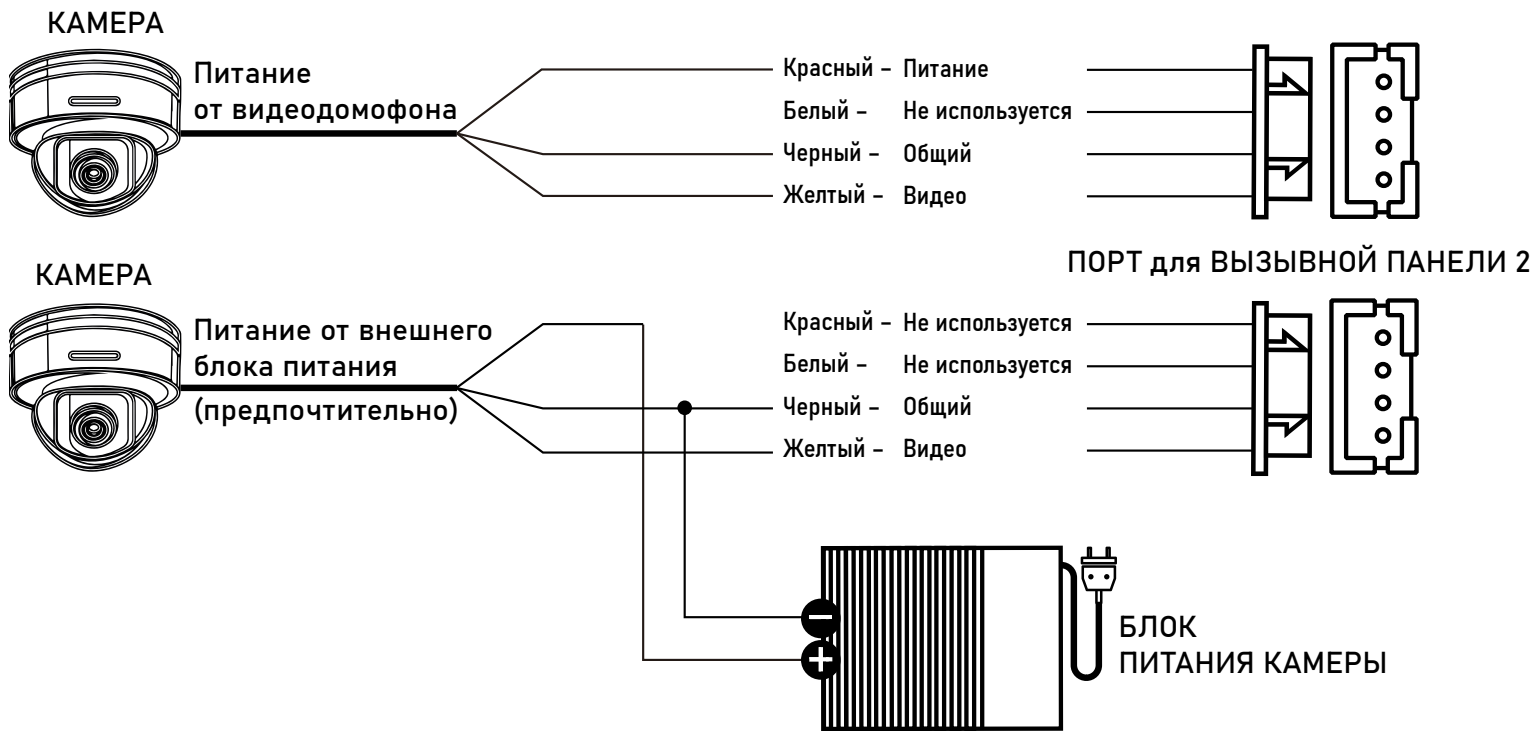 КАМЕРА
Питание
от видеодомофона
Красный – Питание
Белый – Не используется
Черный – Общий
Желтый – Видео
ПОРТ для ВЫЗЫВНОЙ ПАНЕЛИ 2
КАМЕРА
Питание от внешнего
блока питания
(предпочтительно)
Красный – Не используется
Белый – Не используется
Черный – Общий
Желтый – Видео
БЛОК
ПИТАНИЯ КАМЕРЫ